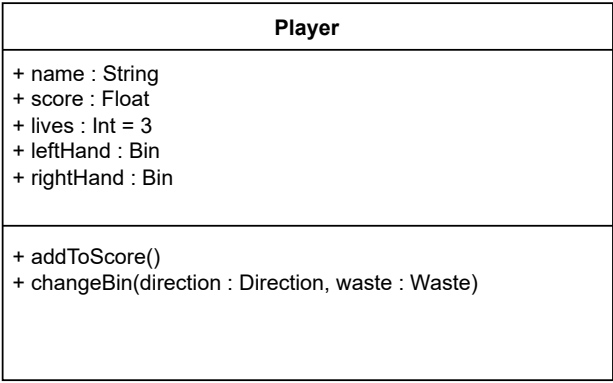 Player
+ name : String
+ score : Float
+ lives : Int = 3
+ leftHand : Bin
+ rightHand : Bin
+ addToScore()
+ changeBin(direction : Direction, waste : Waste)